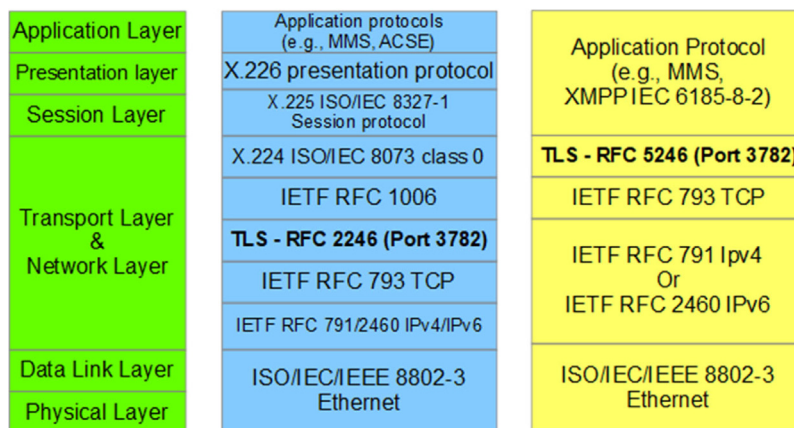 Application Layer
Presentation layer
Session Layer
Transport Layer
&
Network Layer
Data Link Layer
Physical Layer
Application protocols
(e.g., MMS, ACSE)
X.226 presentation protocol
X.225 ISO/IEC 8327-1
Session protocol
X.224 ISO/IEC 8073 class 0
IETF RFC 1006
TLS - RFC 2246 (Port 3782)
IETF RFC 793 TCP
IETF RFC 791/2460 IPv4/IPv6
ISO/IEC/IEEE 8802-3
Ethernet
Application Protocol
(e.g., MMS,
XMPP IEC 6185-8-2)
TLS - RFC 5246 (Port 3782)
IETF RFC 793 TCP
IETF RFC 791 Ipv4
Or
IETF RFC 2460 IPv6
ISO/IEC/IEEE 8802-3
Ethernet